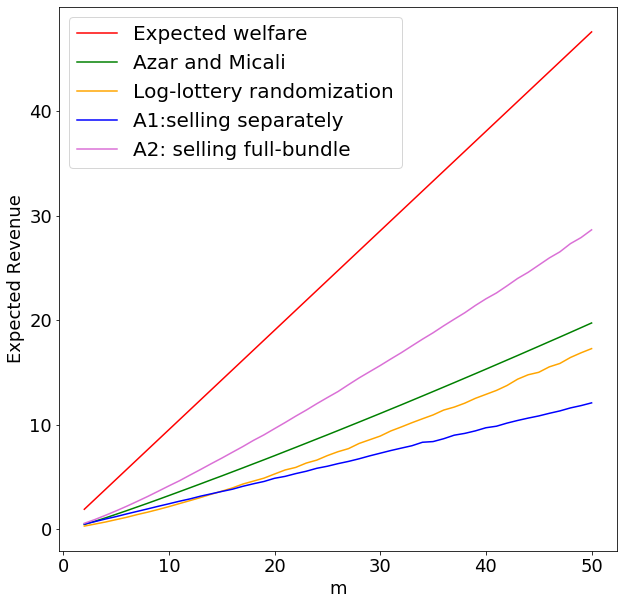 Expected welfare
Azar and Micali
Log-lottery randomization
A1:selling separately
A2: selling full-bundle
Expected Revenue
40
30
20
10
0
0 10 20 30 40 50
m